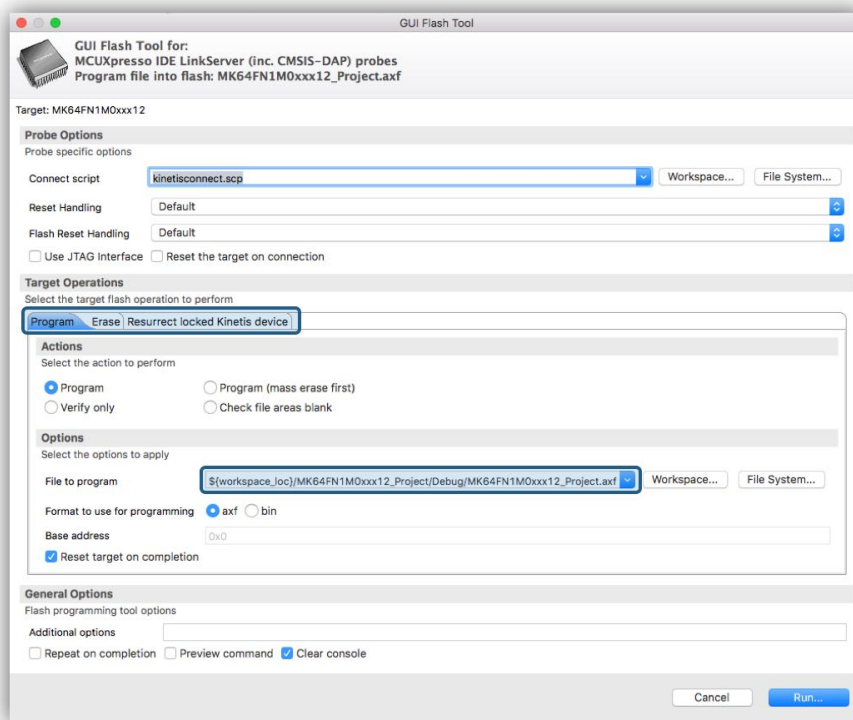 GUI Flash Tool
GUI Flash Tool for:
MCUXpresso IDE LinkServer (inc. CMSIS-DAP) probes
Program file into flash: MK64FN1M0xxx12_Project.axf
Target: MK64FN1M0xxx12
Probe Options
Probe specific options
Connect script kinetisconnect.scp Workspace... File System...
Reset Handling Default
Flash Reset Handling Default
Use JTAG Interface Reset the target on connection
Target Operations
Select the target flash operation to perform
Program Erase Resurrect locked Kinetis device
Actions
Select the action to perform
Program Program (mass erase first)
Verify only Check file areas blank
Options
Select the options to apply
File to program ${workspace_loc}/MK64FN1M0xxx12_Project/Debug/MK64FN1M0xxx12_Project.axf Workspace... File System...
Format to use for programming axf bin
Base address 0x0
Reset target on completion
General Options
Flash programming tool options
Additional options
Repeat on completion Preview command Clear console
Cancel Run...